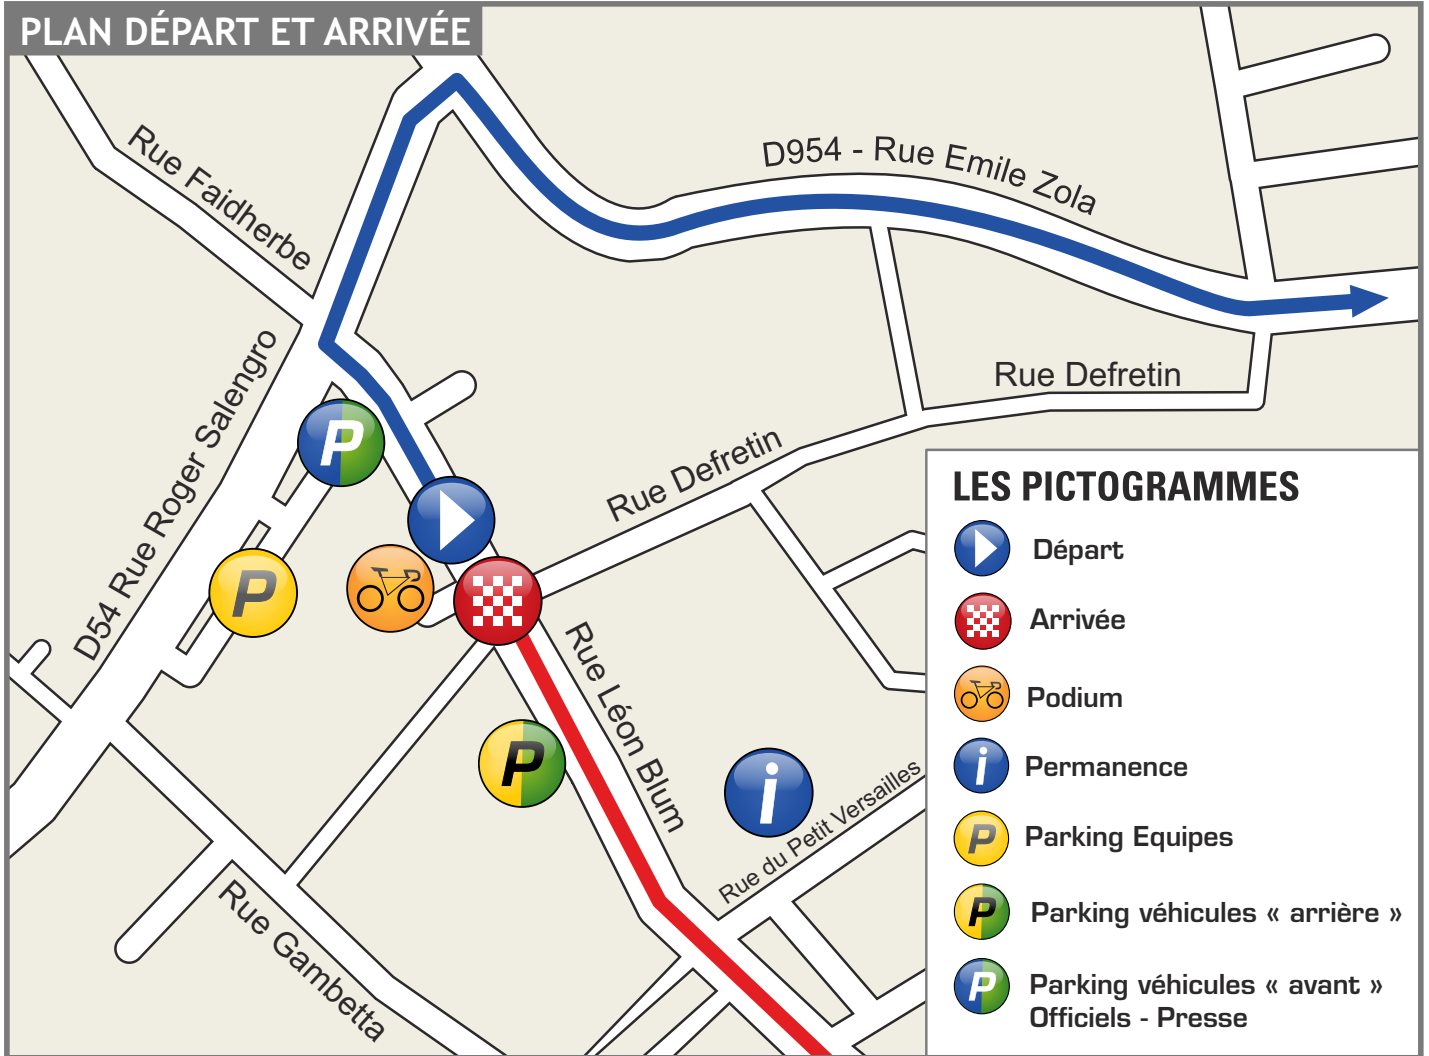 PLAN DÉPART ET ARRIVÉE
Rue Faidherbe
D954 - Rue Emile Zola
D54 Rue Roger Salengro
Rue Defretin
Rue Defretin
Rue Léon Blum
Rue du Petit Versailles
Rue Gambetta
P
P
P
i
LES PICTOGRAMMES
Départ
Arrivée
Podium
i Permanence
P Parking Equipes
P Parking véhicules « arrière »
P Parking véhicules « avant »
Officiels - Presse